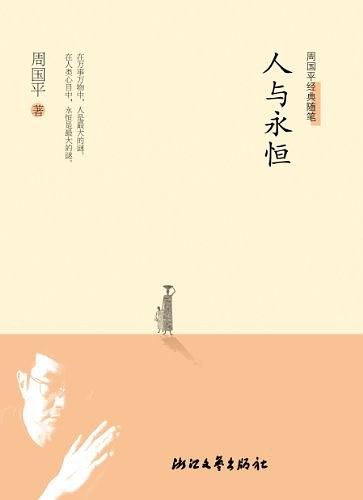 周国平经典随笔
人与永恒
在万事万物中，人是最大的谜。
在人类心目中，永恒是最大的谜。
周国平 著
浙江文艺出版社